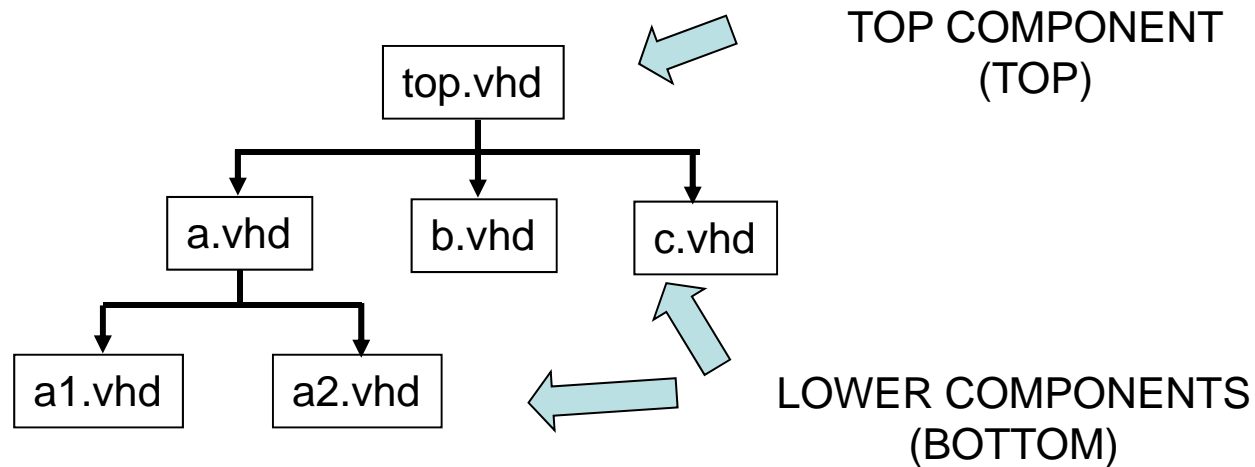 TOP COMPONENT
(TOP)
top.vhd
a.vhd
b.vhd
c.vhd
a1.vhd
a2.vhd
LOWER COMPONENTS
(BOTTOM)